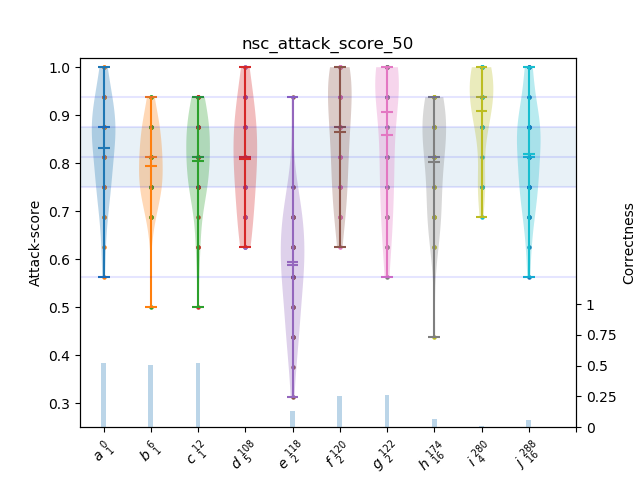 nsc_attack_score_50
Attack-score
1.0
0.9
0.8
0.7
0.6
0.5
0.4
0.3
Correctness
1
0.75
0.5
0.25
0
a 0 1
b 6 1
c 12 1
d 108 5
e 118 2
f 120 2
g 122 2
h 174 16
i 280 4
j 288 16